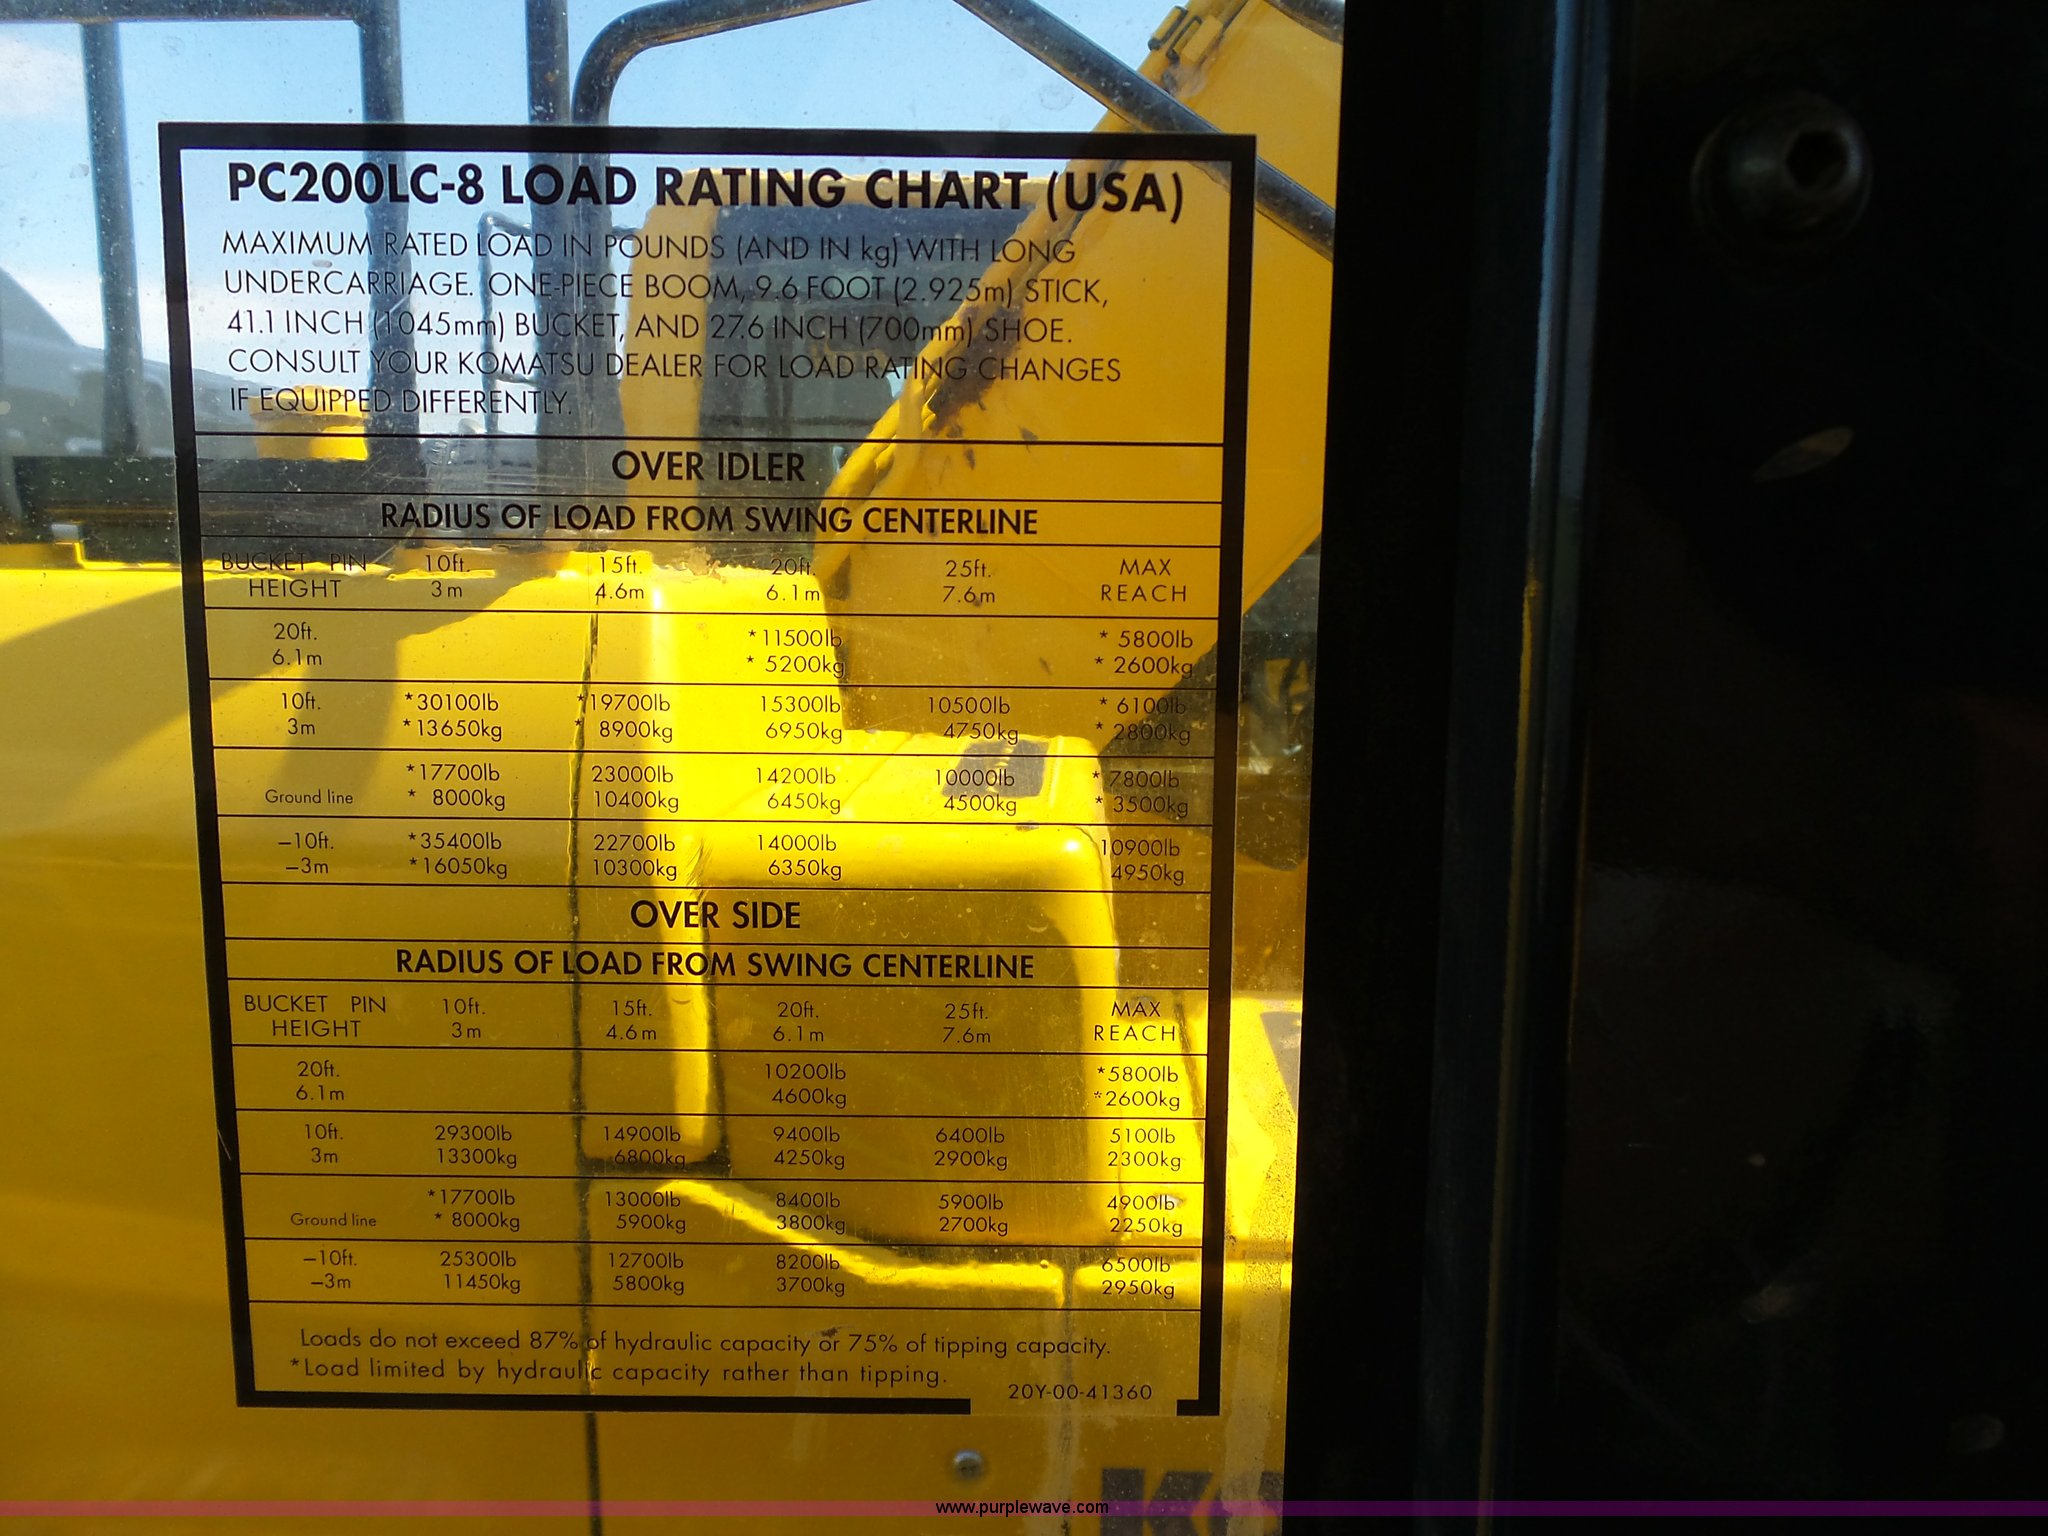 PC200LC-8 LOAD RATING CHART (USA)
MAXIMUM RATED LOAD IN POUNDS (AND IN kg) WITH LONG
UNDERCARRIAGE. ONE-PIECE BOOM, 9.6 FOOT (2.925m) STICK,
41.1 INCH (1045mm) BUCKET, AND 27.6 INCH (700mm) SHOE.
CONSULT YOUR KOMATSU DEALER FOR LOAD RATING CHANGES
IF EQUIPPED DIFFERENTLY.
OVER IDLER
RADIUS OF LOAD FROM SWING CENTERLINE
BUCKET PIN 10ft. 15ft. 20ft. 25ft. MAX
HEIGHT 3m 4.6m 6.1m 7.6m REACH
20ft. *11500lb * 5800lb
6.1m * 5200kg * 2600kg
10ft. *30100lb *19700lb 15300lb 10500lb * 6100lb
3m *13650kg * 8900kg 6950kg 4750kg * 2800kg
*17700lb 23000lb 14200lb 10000lb * 7800lb
Ground line * 8000kg 10400kg 6450kg 4500kg * 3500kg
–10ft. *35400lb 22700lb 14000lb 10900lb
–3m *16050kg 10300kg 6350kg 4950kg
OVER SIDE
RADIUS OF LOAD FROM SWING CENTERLINE
BUCKET PIN 10ft. 15ft. 20ft. 25ft. MAX
HEIGHT 3m 4.6m 6.1m 7.6m REACH
20ft. 10200lb *5800lb
6.1m 4600kg *2600kg
10ft. 29300lb 14900lb 9400lb 6400lb 5100lb
3m 13300kg 6800kg 4250kg 2900kg 2300kg
*17700lb 13000lb 8400lb 5900lb 4900lb
Ground line * 8000kg 5900kg 3800kg 2700kg 2250kg
–10ft. 25300lb 12700lb 8200lb 6500lb
–3m 11450kg 5800kg 3700kg 2950kg
Loads do not exceed 87% of hydraulic capacity or 75% of tipping capacity.
*Load limited by hydraulic capacity rather than tipping.
20Y-00-41360
www.purplewave.com